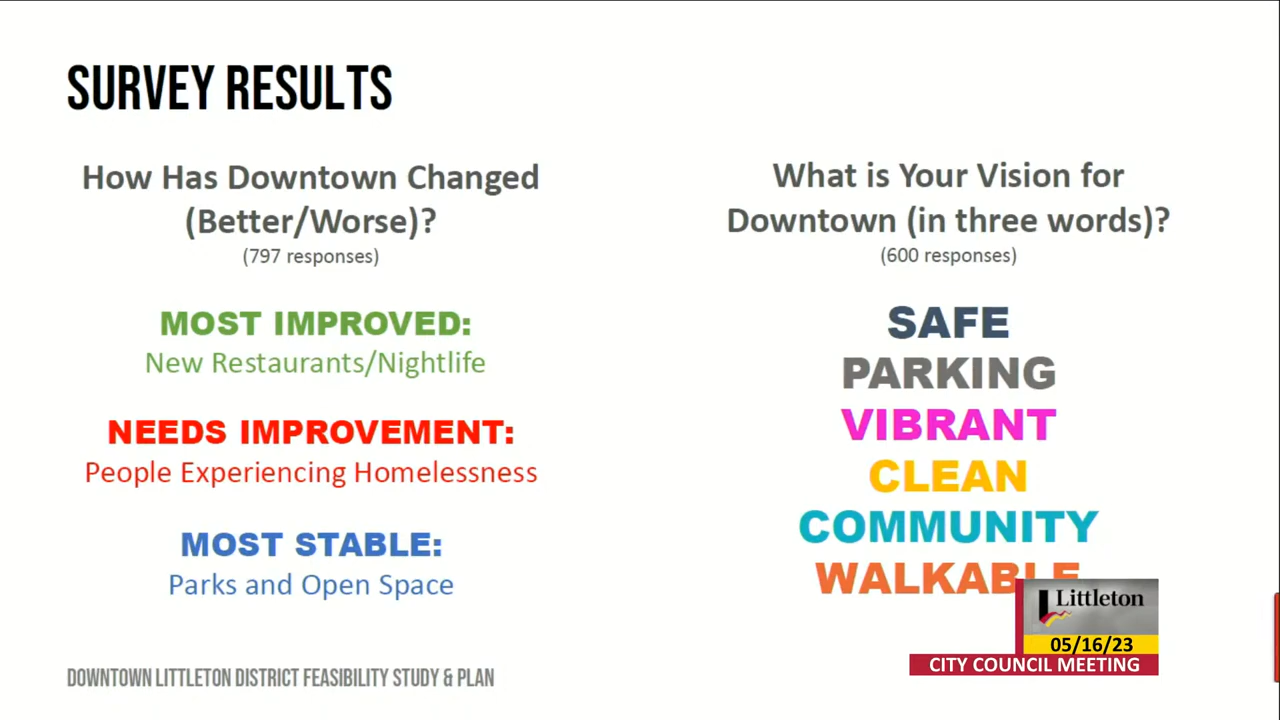 SURVEY RESULTS
How Has Downtown Changed
(Better/Worse)?
(797 responses)
MOST IMPROVED:
New Restaurants/Nightlife
NEEDS IMPROVEMENT:
People Experiencing Homelessness
MOST STABLE:
Parks and Open Space
What is Your Vision for
Downtown (in three words)?
(600 responses)
SAFE
PARKING
VIBRANT
CLEAN
COMMUNITY
WALKABLE
DOWNTOWN LITTLETON DISTRICT FEASIBILITY STUDY & PLAN
Littleton
05/16/23
CITY COUNCIL MEETING